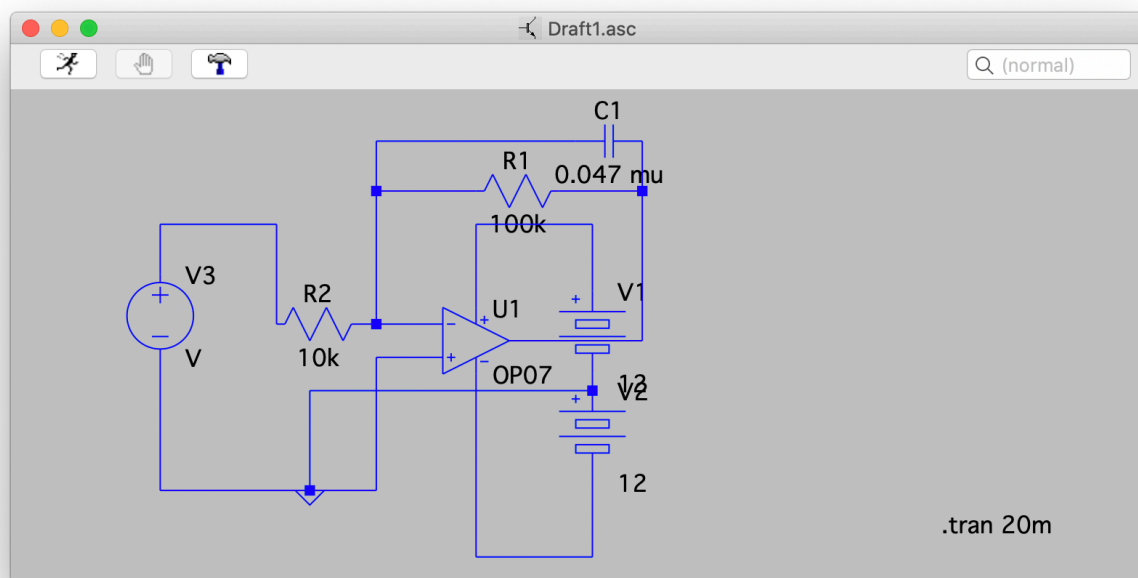 Draft1.asc
(normal)
C1
R1
0.047 mu
100k
V3
R2
V1
U1
V
10k
OP07
12
V2
12
.tran 20m